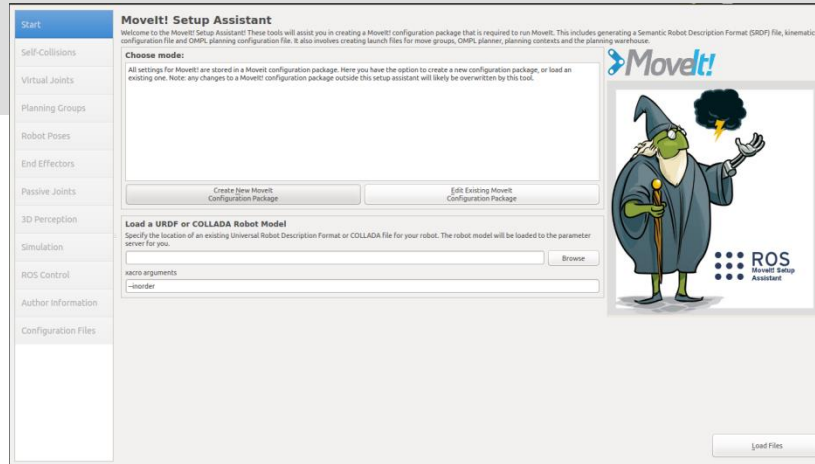 Start
Self-Collisions
Virtual Joints
Planning Groups
Robot Poses
End Effectors
Passive Joints
3D Perception
Simulation
ROS Control
Author Information
Configuration Files
MoveIt! Setup Assistant
Welcome to the MoveIt! Setup Assistant! These tools will assist you in creating a MoveIt! configuration package that is required to run MoveIt. This includes generating a Semantic Robot Description Format (SRDF) file, kinematic
configuration file and OMPL planning configuration file. It also involves creating launch files for move groups, OMPL planner, planning contexts and the planning warehouse.
Choose mode:
All settings for MoveIt! are stored in a MoveIt configuration package. Here you have the option to create a new configuration package, or load an
existing one. Note: any changes to a MoveIt! configuration package outside this setup assistant will likely be overwritten by this tool.
Create New MoveIt
Configuration Package
Edit Existing MoveIt
Configuration Package
Load a URDF or COLLADA Robot Model
Specify the location of an existing Universal Robot Description Format or COLLADA file for your robot. The robot model will be loaded to the parameter
server for you.
Browse
xacro arguments
--inorder
MoveIt!
ROS
MoveIt! Setup
Assistant
Load Files